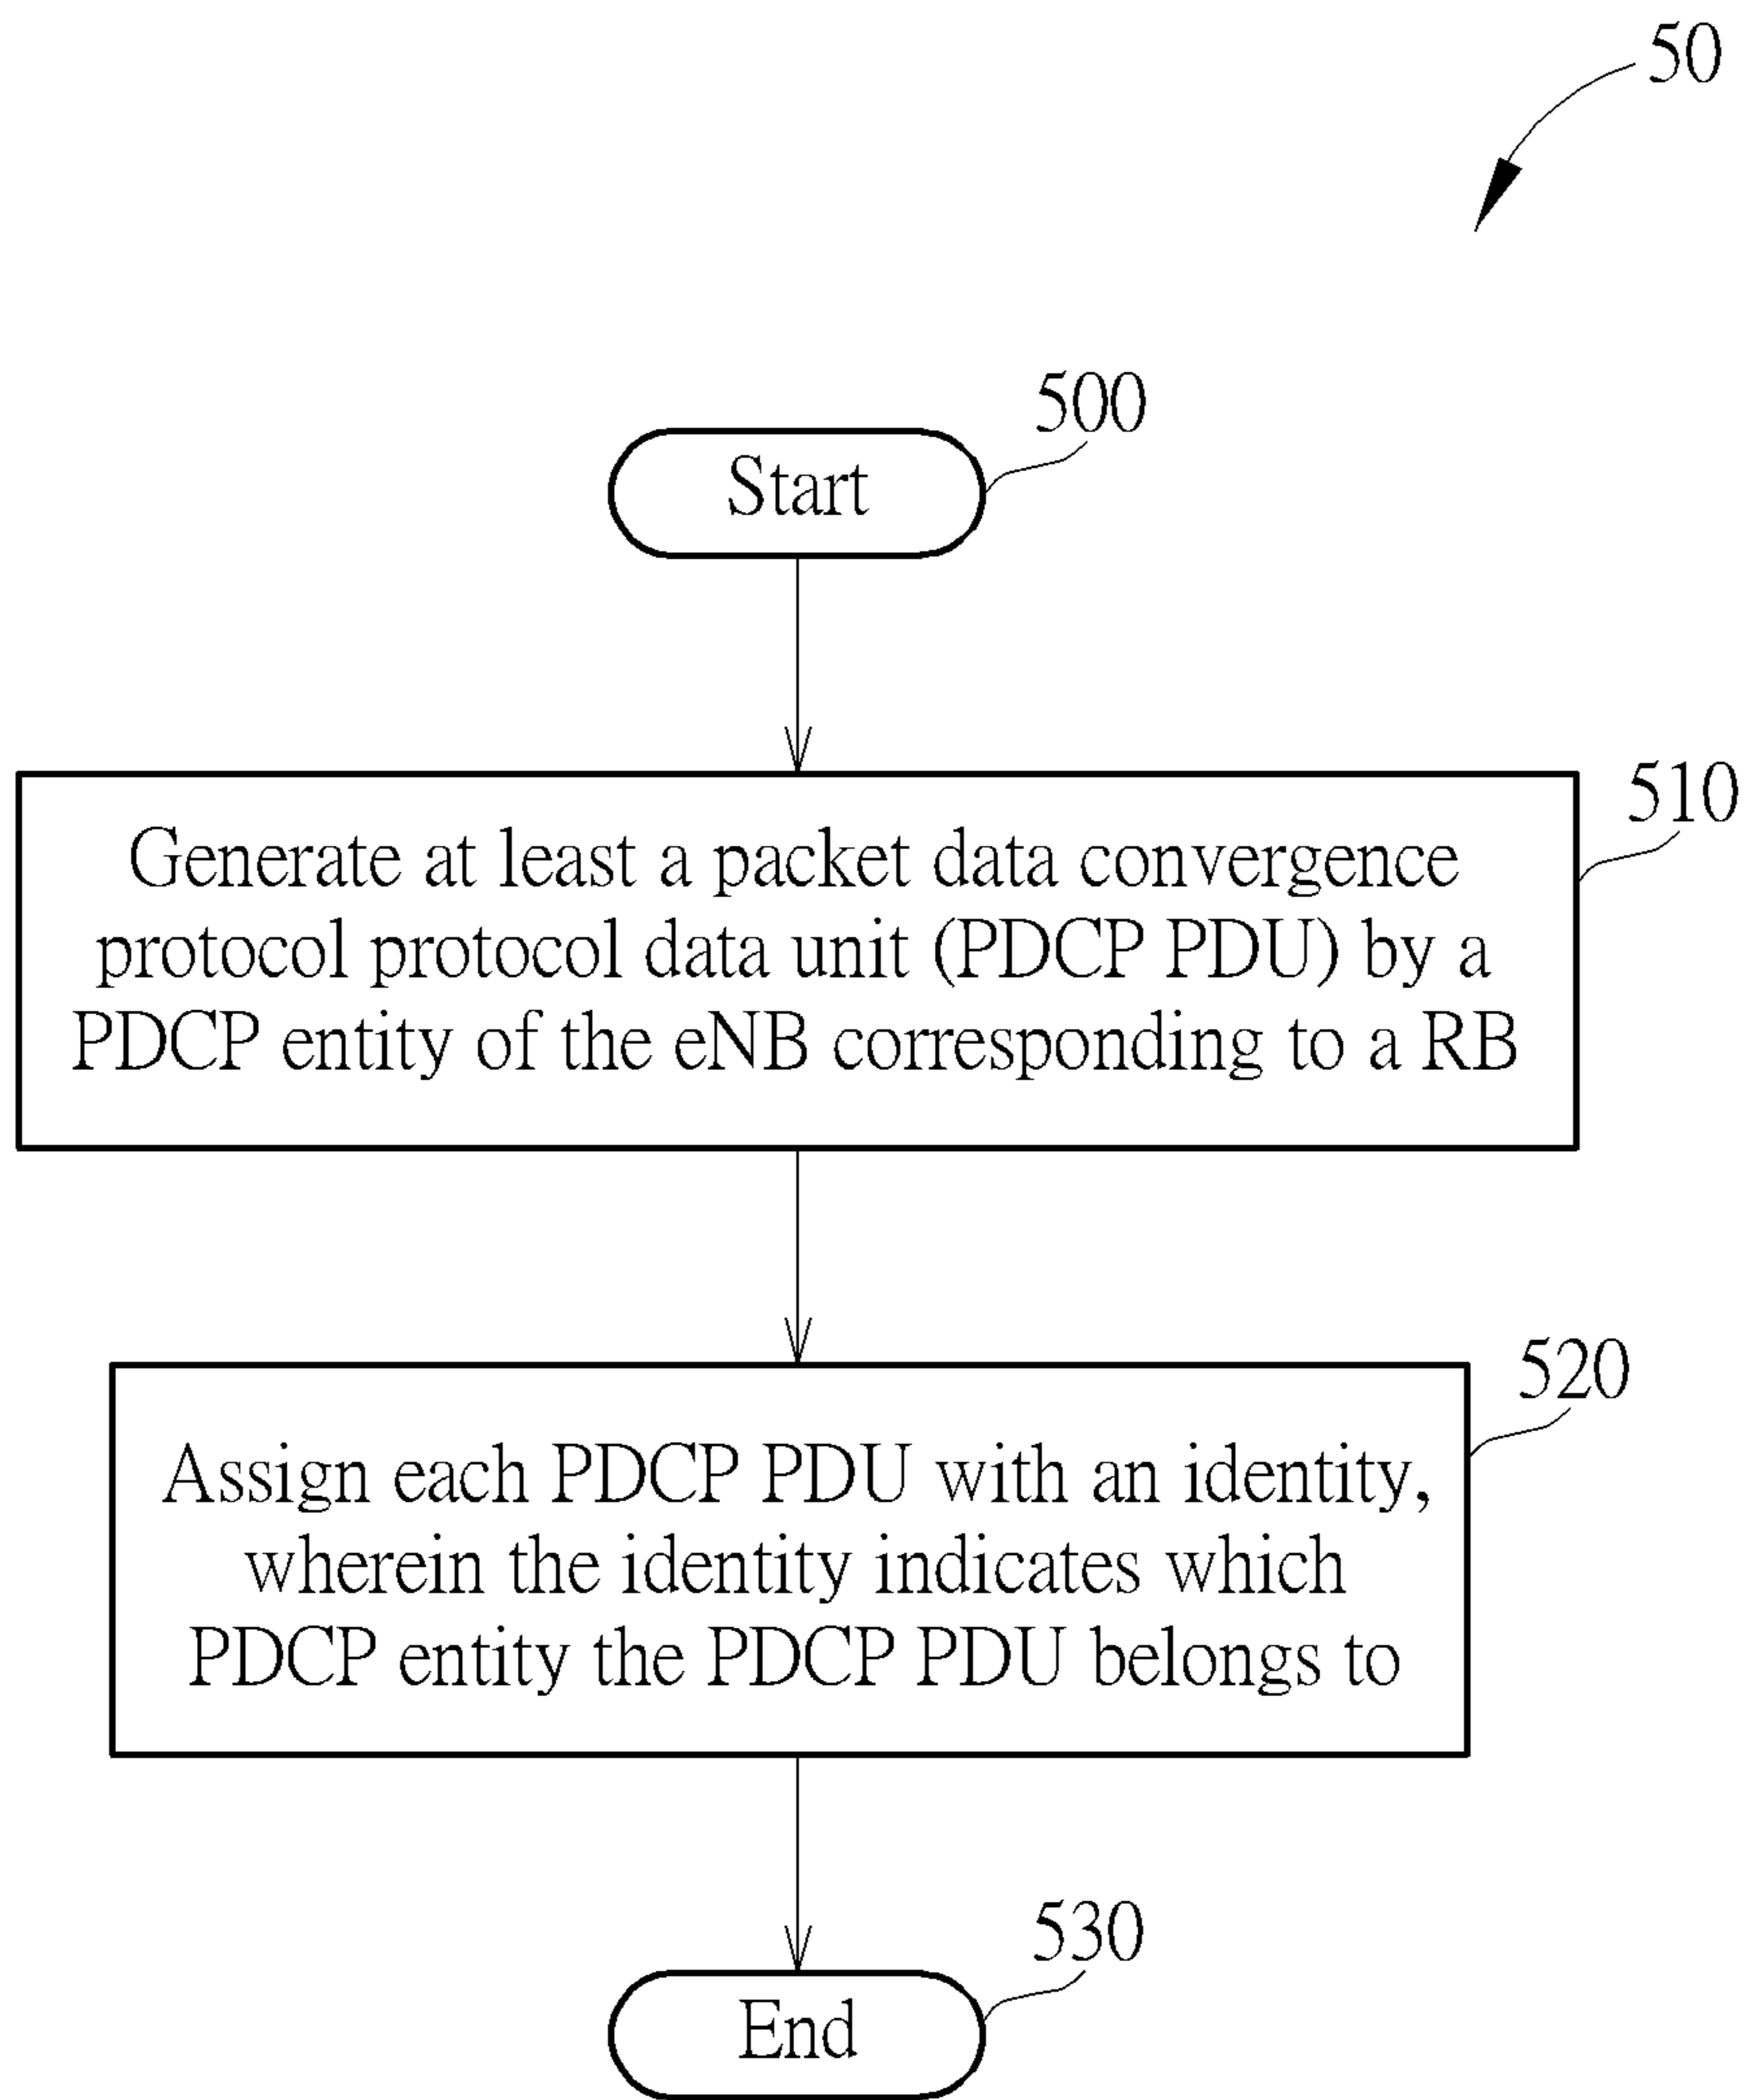 50
500
Start
510
Generate at least a packet data convergence
protocol protocol data unit (PDCP PDU) by a
PDCP entity of the eNB corresponding to a RB
520
Assign each PDCP PDU with an identity,
wherein the identity indicates which
PDCP entity the PDCP PDU belongs to
530
End